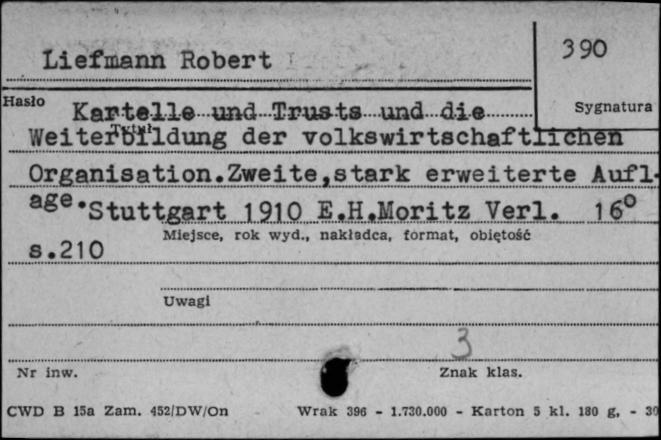 Liefmann Robert
390
Hasło
Kartelle und Trusts und die
Sygnatura
Tytuł
Weiterbildung der volkswirtschaftlichen
Organisation.Zweite,stark erweiterte Aufl-
age.Stuttgart 1910 E.H.Moritz Verl. 16°
Miejsce, rok wyd., nakładca, format, objętość
s.210
Uwagi
3
Nr inw.
Znak klas.
CWD B 15a Zam. 452/DW/On Wrak 396 - 1.730.000 - Karton 5 kl. 180 g, - 30